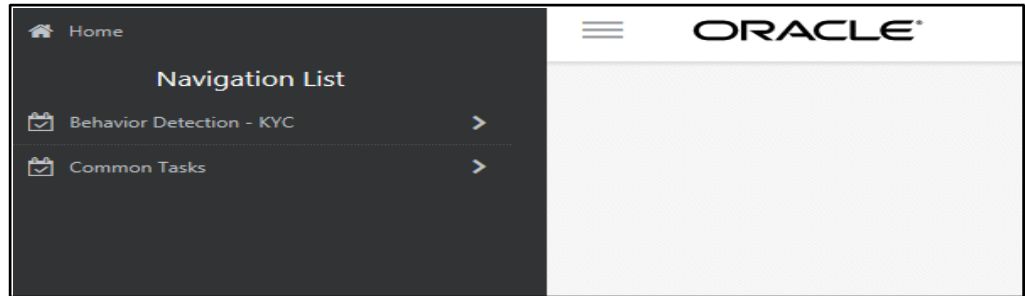 Home
ORACLE®
Navigation List
Behavior Detection - KYC
Common Tasks